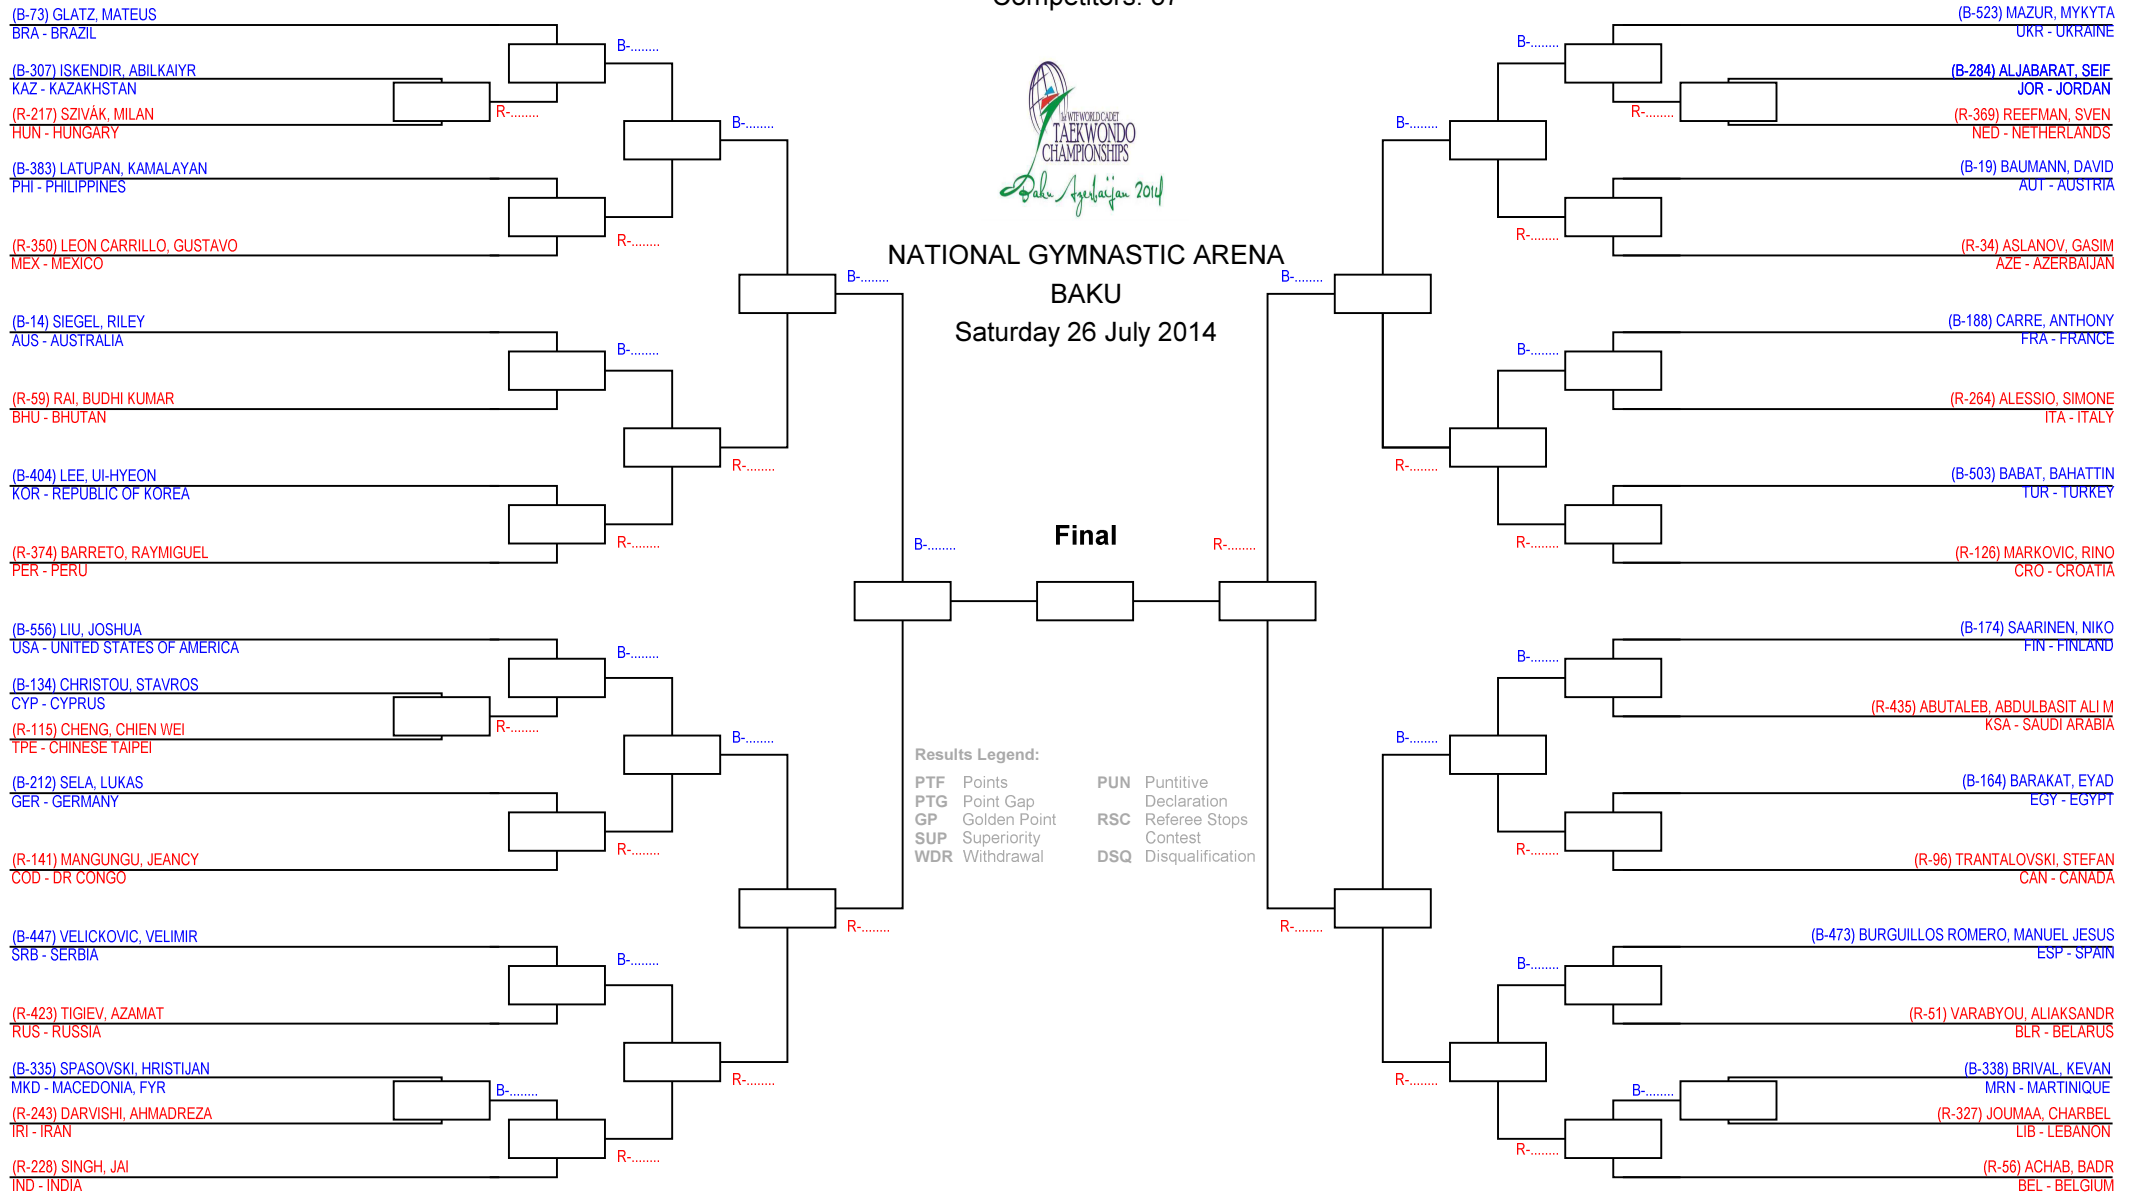 Competitors: 37
(B-73) GLATZ, MATEUS
BRA - BRAZIL
B-........
(B-307) ISKENDIR, ABILKAIYR
KAZ - KAZAKHSTAN
R-........
(R-217) SZIVÁK, MILAN
HUN - HUNGARY
B-........
(B-383) LATUPAN, KAMALAYAN
PHI - PHILIPPINES
R-........
(R-350) LEON CARRILLO, GUSTAVO
MEX - MEXICO
B-........
(B-14) SIEGEL, RILEY
AUS - AUSTRALIA
B-........
(R-59) RAI, BUDHI KUMAR
BHU - BHUTAN
R-........
(B-404) LEE, UI-HYEON
KOR - REPUBLIC OF KOREA
R-........
(R-374) BARRETO, RAYMIGUEL
PER - PERU
B-........
(B-556) LIU, JOSHUA
USA - UNITED STATES OF AMERICA
B-........
(B-134) CHRISTOU, STAVROS
CYP - CYPRUS
R-........
(R-115) CHENG, CHIEN WEI
TPE - CHINESE TAIPEI
B-........
(B-212) SELA, LUKAS
GER - GERMANY
R-........
(R-141) MANGUNGU, JEANCY
COD - DR CONGO
R-........
(B-447) VELICKOVIC, VELIMIR
SRB - SERBIA
B-........
(R-423) TIGIEV, AZAMAT
RUS - RUSSIA
R-........
(B-335) SPASOVSKI, HRISTIJAN
MKD - MACEDONIA, FYR
B-........
(R-243) DARVISHI, AHMADREZA
IRI - IRAN
R-........
(R-228) SINGH, JAI
IND - INDIA
1st WTF WORLD CADET
TAEKWONDO
CHAMPIONSHIPS
Baku Azerbaijan 2014
NATIONAL GYMNASTIC ARENA
BAKU
Saturday 26 July 2014
Final
Results Legend:
PTF Points
PTG Point Gap
GP Golden Point
SUP Superiority
WDR Withdrawal
PUN Puntitive
Declaration
RSC Referee Stops
Contest
DSQ Disqualification
(B-523) MAZUR, MYKYTA
UKR - UKRAINE
B-........
(B-284) ALJABARAT, SEIF
JOR - JORDAN
R-........
(R-369) REEFMAN, SVEN
NED - NETHERLANDS
B-........
(B-19) BAUMANN, DAVID
AUT - AUSTRIA
R-........
(R-34) ASLANOV, GASIM
AZE - AZERBAIJAN
B-........
(B-188) CARRE, ANTHONY
FRA - FRANCE
B-........
(R-264) ALESSIO, SIMONE
ITA - ITALY
R-........
(B-503) BABAT, BAHATTIN
TUR - TURKEY
R-........
(R-126) MARKOVIC, RINO
CRO - CROATIA
R-........
(B-174) SAARINEN, NIKO
FIN - FINLAND
B-........
(R-435) ABUTALEB, ABDULBASIT ALI M
KSA - SAUDI ARABIA
B-........
(B-164) BARAKAT, EYAD
EGY - EGYPT
R-........
(R-96) TRANTALOVSKI, STEFAN
CAN - CANADA
R-........
(B-473) BURGUILLOS ROMERO, MANUEL JESUS
ESP - SPAIN
B-........
(R-51) VARABYOU, ALIAKSANDR
BLR - BELARUS
R-........
(B-338) BRIVAL, KEVAN
MRN - MARTINIQUE
B-........
(R-327) JOUMAA, CHARBEL
LIB - LEBANON
R-........
(R-56) ACHAB, BADR
BEL - BELGIUM